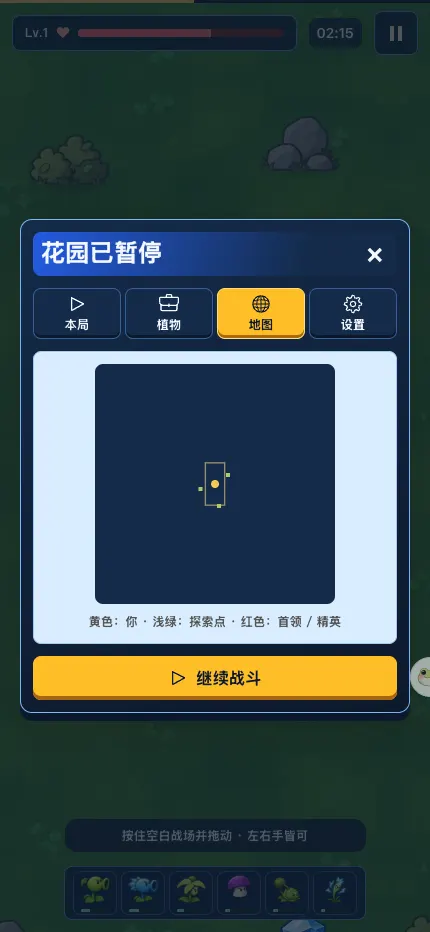 Lv.1
02:15
花园已暂停
本局
植物
地图
设置
黄色：你 · 浅绿：探索点 · 红色：首领 / 精英
继续战斗
按住空白战场并拖动 · 左右手皆可